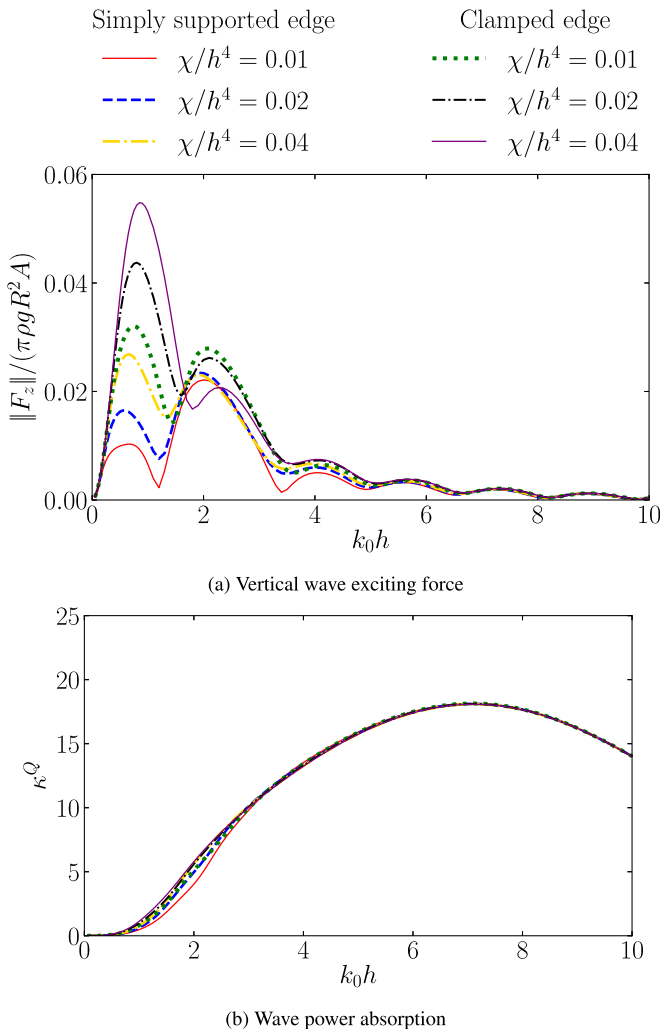 Simply supported edge Clamped edge
χ/h⁴ = 0.01 χ/h⁴ = 0.01
χ/h⁴ = 0.02 χ/h⁴ = 0.02
χ/h⁴ = 0.04 χ/h⁴ = 0.04
0.06
0.04
0.02
0.00
‖F_z‖/(πρgR²A)
0 2 4 6 8 10
k₀h
(a) Vertical wave exciting force
25
20
15
10
5
0
κ^Q
0 2 4 6 8 10
k₀h
(b) Wave power absorption